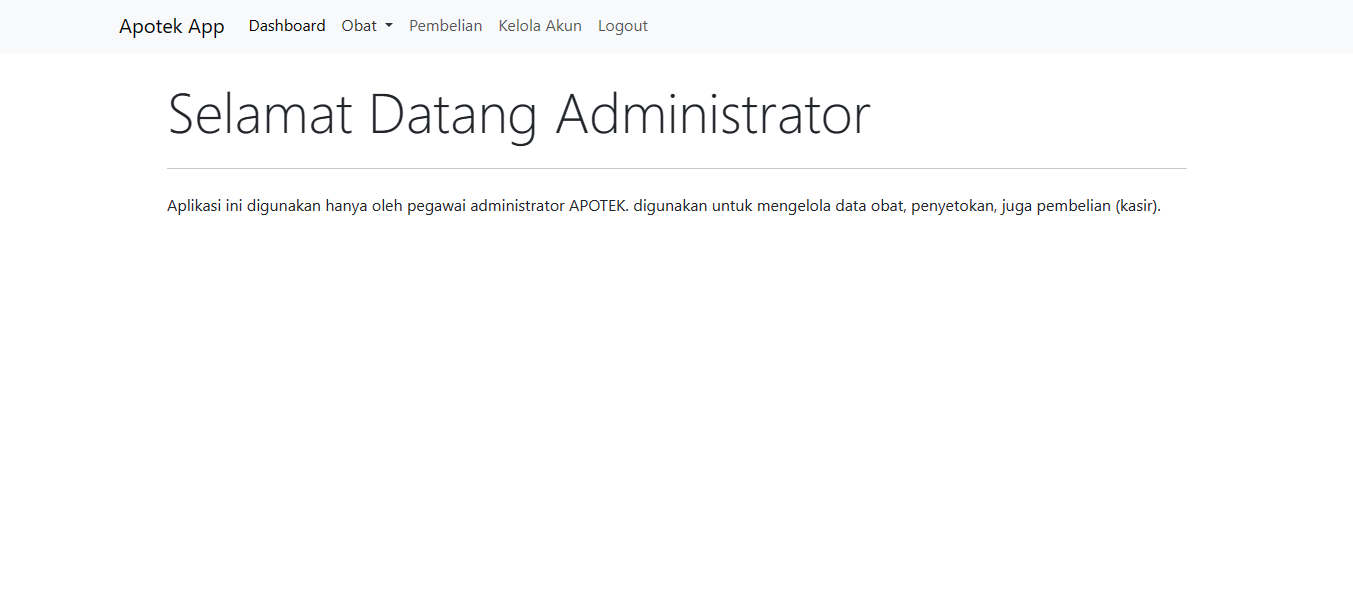 Apotek App Dashboard Obat Pembelian Kelola Akun Logout
Selamat Datang Administrator
Aplikasi ini digunakan hanya oleh pegawai administrator APOTEK. digunakan untuk mengelola data obat, penyetokan, juga pembelian (kasir).